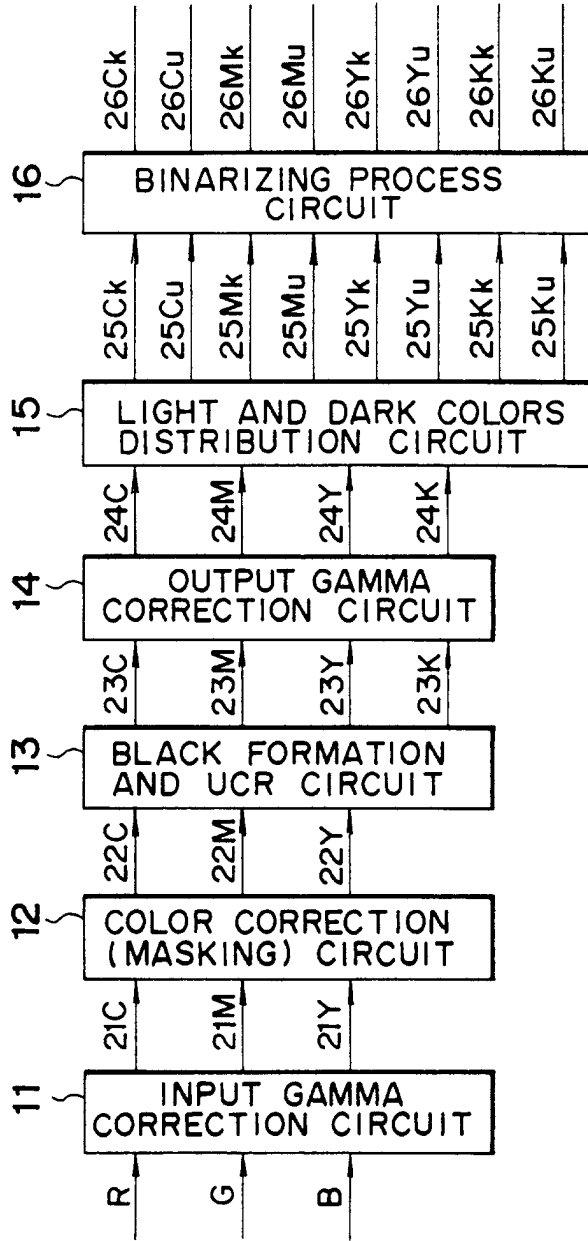 R
G
B
11
INPUT GAMMA
CORRECTION CIRCUIT
21C
21M
21Y
12
COLOR CORRECTION
(MASKING) CIRCUIT
22C
22M
22Y
13
BLACK FORMATION
AND UCR CIRCUIT
23C
23M
23Y
23K
14
OUTPUT GAMMA
CORRECTION CIRCUIT
24C
24M
24Y
24K
15
LIGHT AND DARK COLORS
DISTRIBUTION CIRCUIT
25Ck
25Cu
25Mk
25Mu
25Yk
25Yu
25Kk
25Ku
16
BINARIZING PROCESS
CIRCUIT
26Ck
26Cu
26Mk
26Mu
26Yk
26Yu
26Kk
26Ku